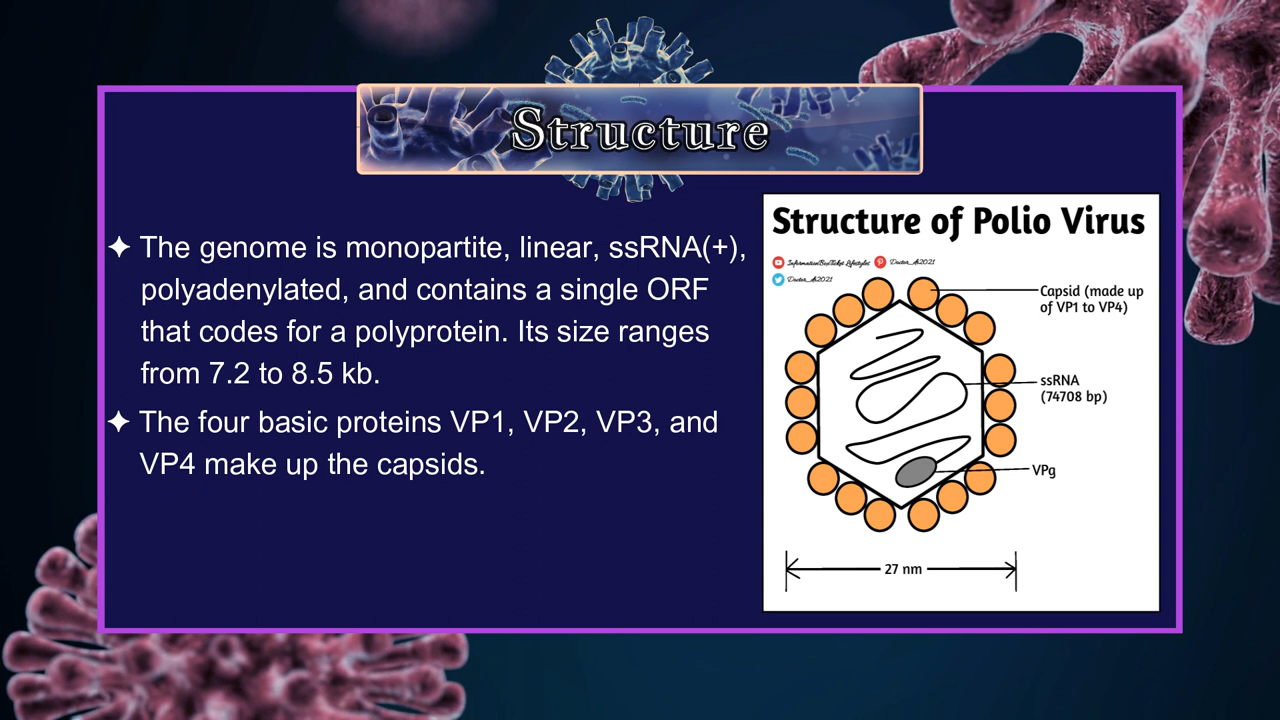 Structure
✦ The genome is monopartite, linear, ssRNA(+),
polyadenylated, and contains a single ORF
that codes for a polyprotein. Its size ranges
from 7.2 to 8.5 kb.
✦ The four basic proteins VP1, VP2, VP3, and
VP4 make up the capsids.
Structure of Polio Virus
Doctor_Ai2021
Doctor_Ai2021
Capsid (made up
of VP1 to VP4)
ssRNA
(74708 bp)
VPg
27 nm